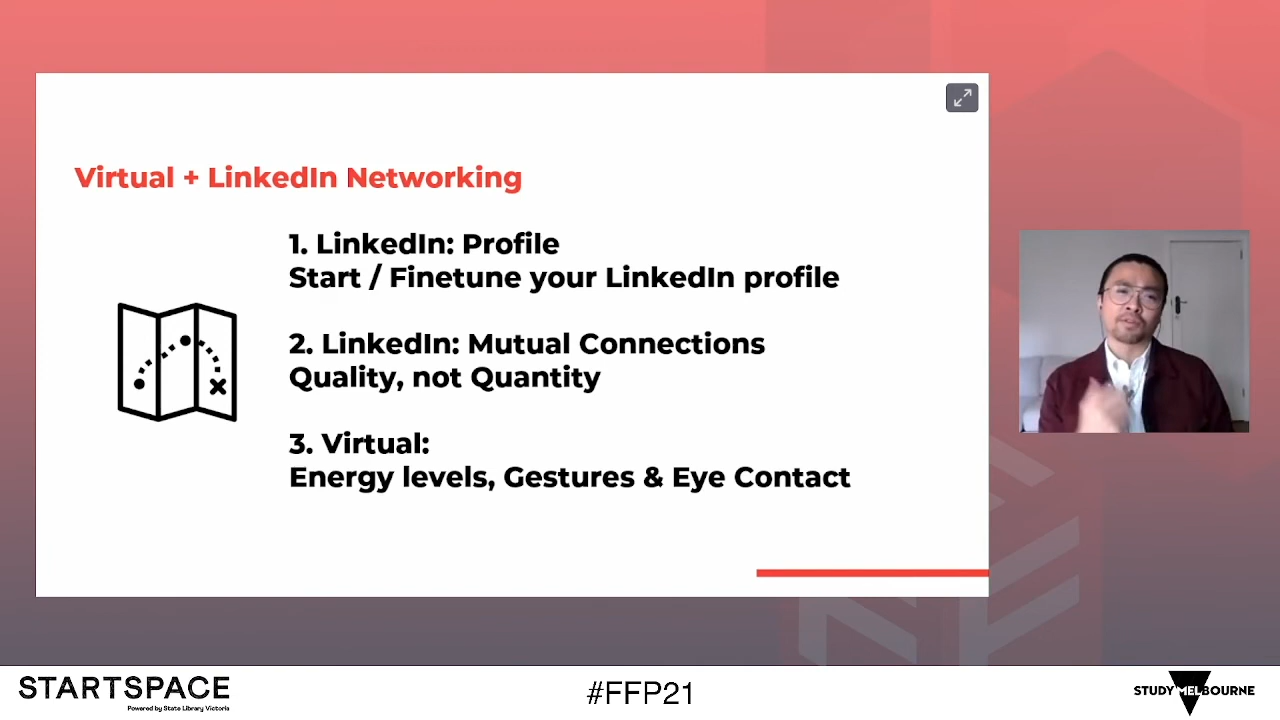 Virtual + LinkedIn Networking
1. LinkedIn: Profile
Start / Finetune your LinkedIn profile
2. LinkedIn: Mutual Connections
Quality, not Quantity
3. Virtual:
Energy levels, Gestures & Eye Contact
STARTSPACE
Powered by State Library Victoria
#FFP21
STUDY MELBOURNE